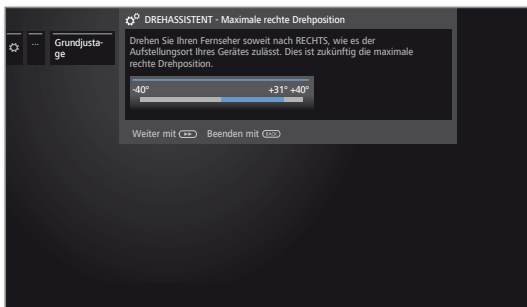 DREHASSISTENT - Maximale rechte Drehposition
...
Grundjusta-
ge
Drehen Sie Ihren Fernseher soweit nach RECHTS, wie es der
Aufstellungsort Ihres Gerätes zulässt. Dies ist zukünftig die maximale
rechte Drehposition.
-40° +31° +40°
Weiter mit Beenden mit BACK